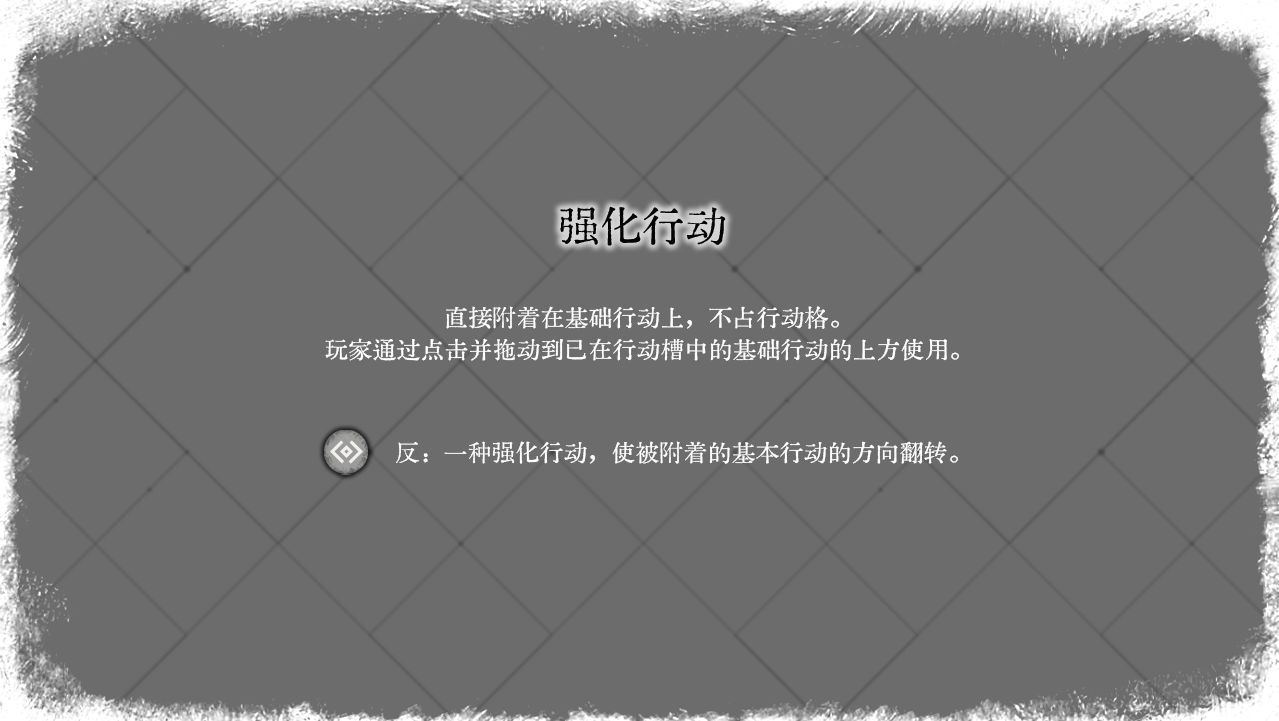 强化行动
直接附着在基础行动上，不占行动格。
玩家通过点击并拖动到已在行动槽中的基础行动的上方使用。
反：一种强化行动，使被附着的基本行动的方向翻转。